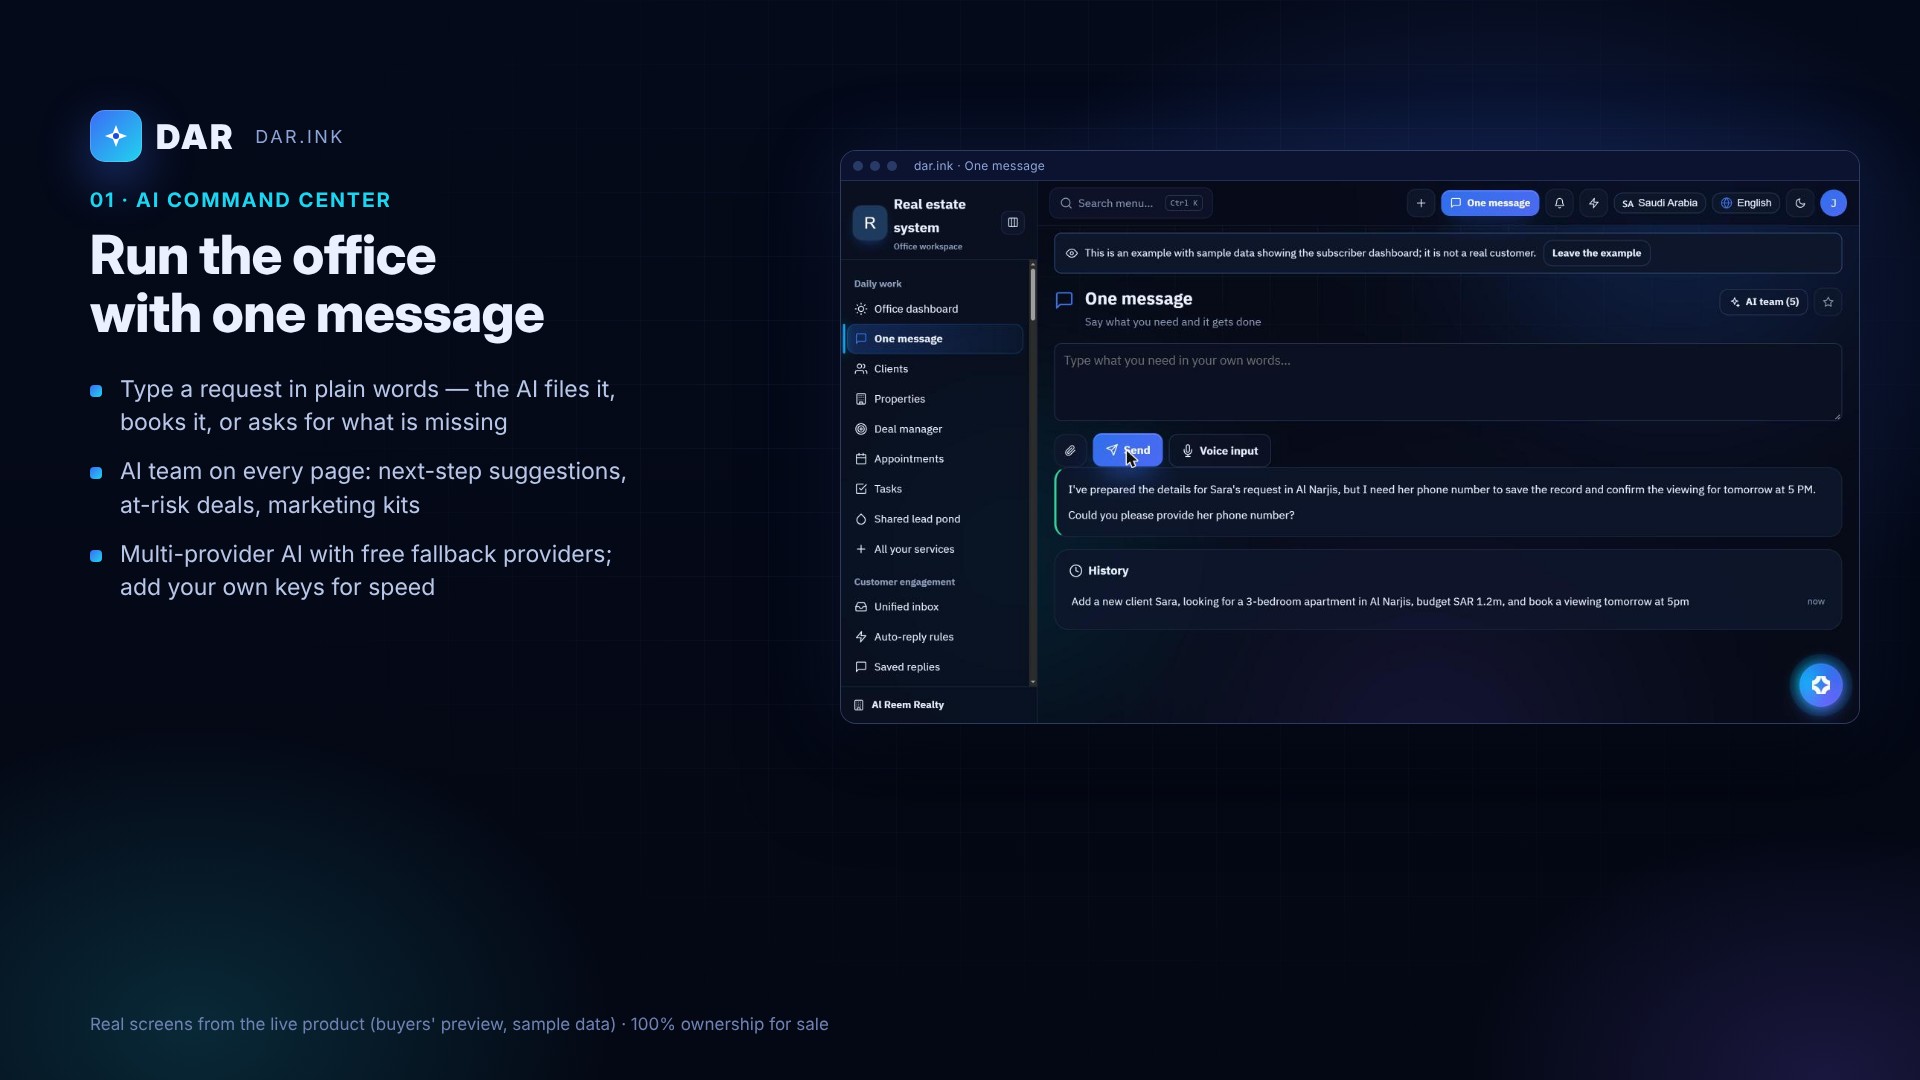 DAR DAR.INK
01 · AI COMMAND CENTER
Run the office
with one message
Type a request in plain words — the AI files it,
books it, or asks for what is missing
AI team on every page: next-step suggestions,
at-risk deals, marketing kits
Multi-provider AI with free fallback providers;
add your own keys for speed
dar.ink · One message
R
Real estate
system
Office workspace
Search menu... Ctrl K
One message
SA Saudi Arabia
English
J
This is an example with sample data showing the subscriber dashboard; it is not a real customer. Leave the example
Daily work
Office dashboard
One message
Clients
Properties
Deal manager
Appointments
Tasks
Shared lead pond
All your services
Customer engagement
Unified inbox
Auto-reply rules
Saved replies
Al Reem Realty
One message
Say what you need and it gets done
AI team (5)
Type what you need in your own words...
Send
Voice input
I've prepared the details for Sara's request in Al Narjis, but I need her phone number to save the record and confirm the viewing for tomorrow at 5 PM.
Could you please provide her phone number?
History
Add a new client Sara, looking for a 3-bedroom apartment in Al Narjis, budget SAR 1.2m, and book a viewing tomorrow at 5pm now
Real screens from the live product (buyers' preview, sample data) · 100% ownership for sale